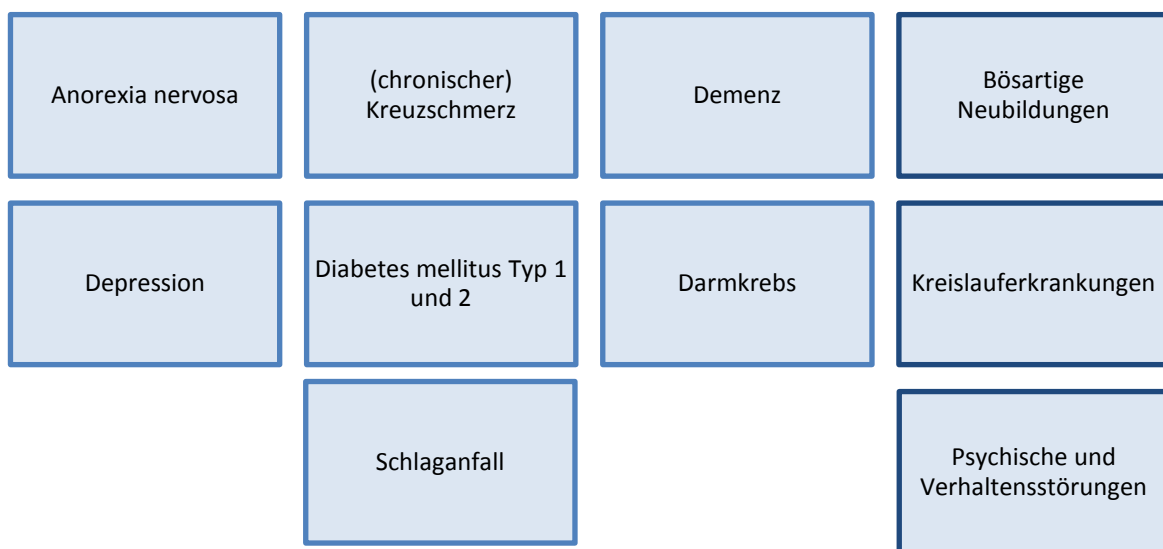 Anorexia nervosa
(chronischer)
Kreuzschmerz
Demenz
Bösartige
Neubildungen
Depression
Diabetes mellitus Typ 1
und 2
Darmkrebs
Kreislauferkrankungen
Schlaganfall
Psychische und
Verhaltensstörungen